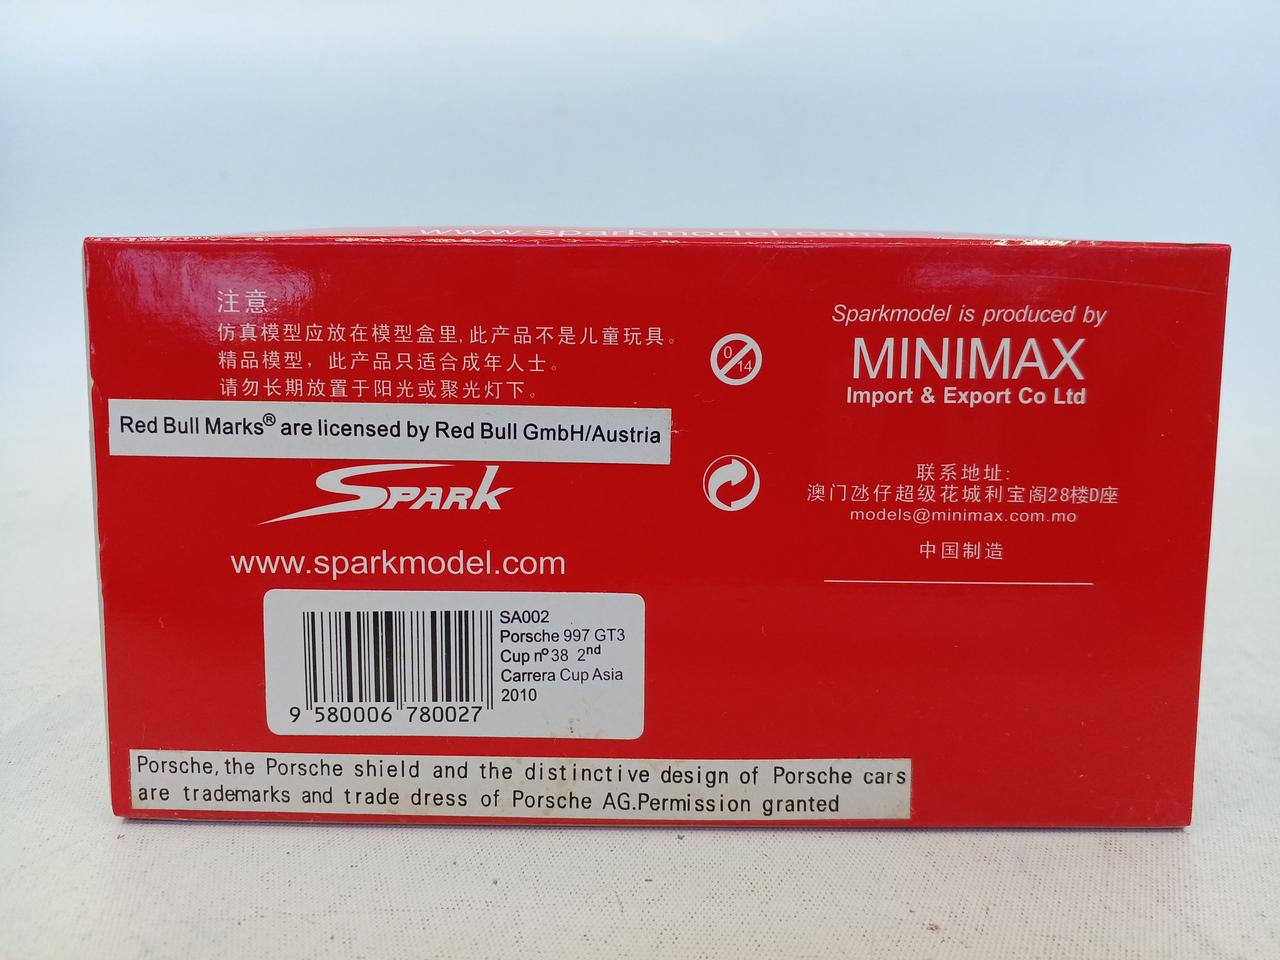 www.sparkmodel.com
注意:
仿真模型应放在模型盒里,此产品不是儿童玩具。
精品模型，此产品只适合成年人士。
请勿长期放置于阳光或聚光灯下。
Red Bull Marks® are licensed by Red Bull GmbH/Austria
SPARK
www.sparkmodel.com
SA002
Porsche 997 GT3
Cup nº38 2nd
Carrera Cup Asia
2010
9 580006 780027
Porsche, the Porsche shield and the distinctive design of Porsche cars
are trademarks and trade dress of Porsche AG.Permission granted
0
14
Sparkmodel is produced by
MINIMAX
Import & Export Co Ltd
联系地址:
澳门氹仔超级花城利宝阁28楼D座
models@minimax.com.mo
中国制造